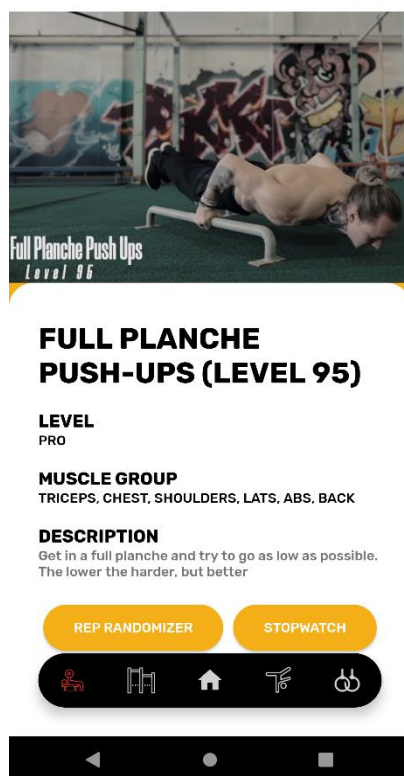 Full Planche Push Ups
Level 95
FULL PLANCHE
PUSH-UPS (LEVEL 95)
LEVEL
PRO
MUSCLE GROUP
TRICEPS, CHEST, SHOULDERS, LATS, ABS, BACK
DESCRIPTION
Get in a full planche and try to go as low as possible.
The lower the harder, but better
REP RANDOMIZER
STOPWATCH